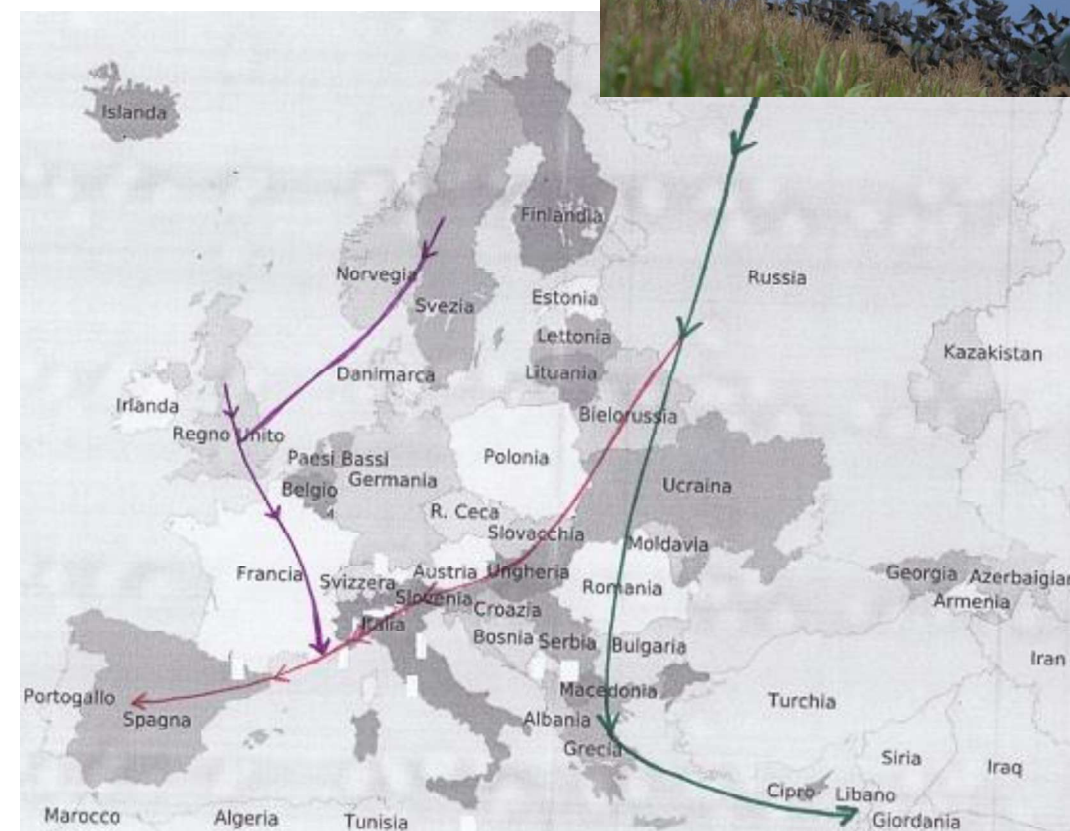 Islanda
Finlandia
Norvegia
Russia
Svezia
Estonia
Lettonia
Kazakistan
Danimarca
Lituania
Irlanda
Bielorussia
Regno Unito
Paesi Bassi
Polonia
Germania
Belgio
Ucraina
R. Ceca
Slovacchia
Moldavia
Francia
Svizzera
Austria
Ungheria
Romania
Georgia
Azerbaigian
Slovenia
Croazia
Armenia
Italia
Bosnia
Serbia
Bulgaria
Iran
Macedonia
Portogallo
Spagna
Albania
Turchia
Grecia
Siria
Iraq
Cipro
Libano
Marocco
Algeria
Tunisia
Giordania